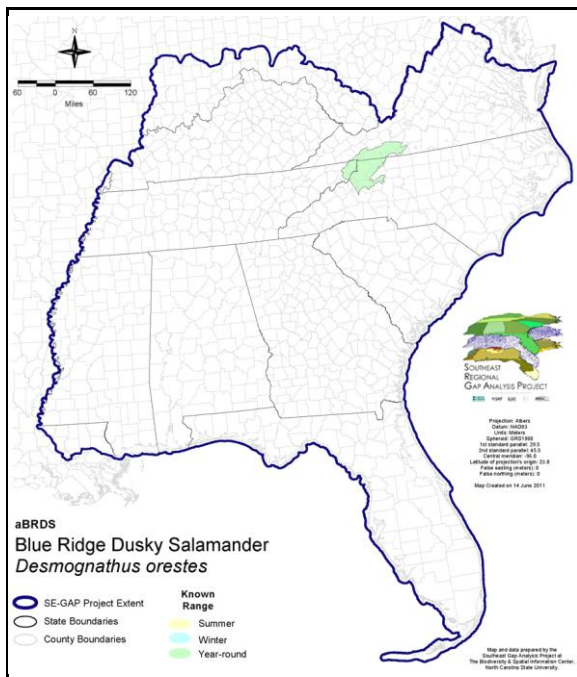 60 0 60 120
Miles
SOUTHEAST
REGIONAL
GAP ANALYSIS PROJECT
Projection: Albers
Datum: NAD83
Units: Meters
Spheroid: GRS1980
1st standard parallel: 29.5
2nd standard parallel: 45.5
Central meridian: -96.0
Latitude of projection's origin: 23.0
False easting (meters): 0
False northing (meters): 0
Map Created on 14 June 2011
aBRDS
Blue Ridge Dusky Salamander
Desmognathus orestes
SE-GAP Project Extent
State Boundaries
County Boundaries
Known
Range
Summer
Winter
Year-round
Map and data prepared by the
Southeast Gap Analysis Project at
The Biodiversity & Spatial Information Center,
North Carolina State University.